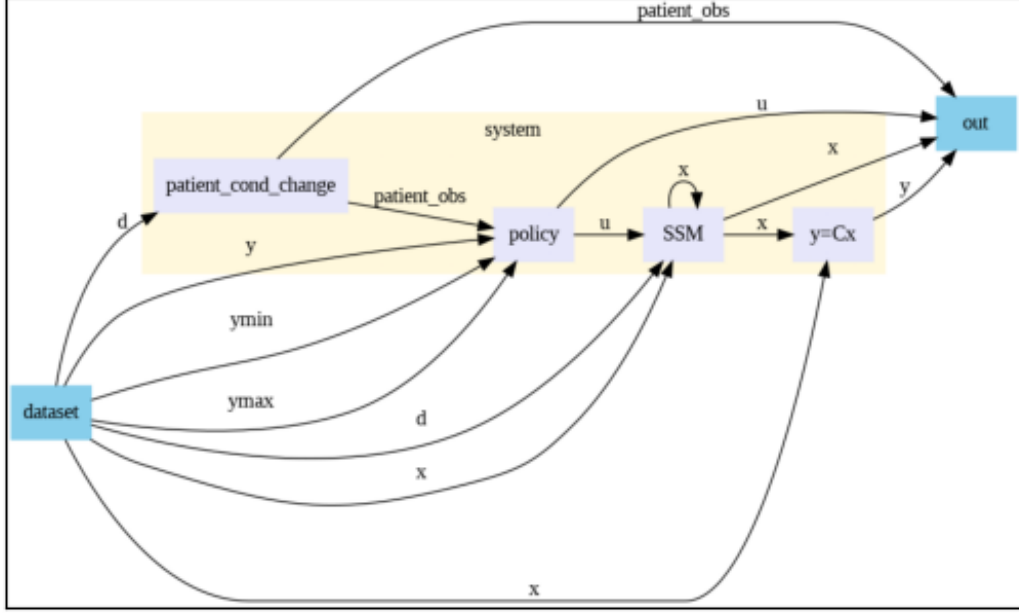 patient_obs
u
out
system
x
patient_cond_change
x
patient_obs
y
d
policy
u
SSM
x
y=Cx
y
ymin
ymax
dataset
d
x
x